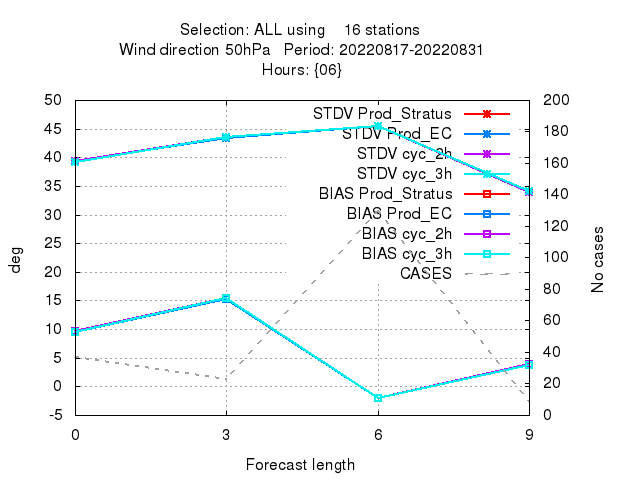 Selection: ALL using 16 stations
Wind direction 50hPa Period: 20220817-20220831
Hours: {06}
50 200
45 180
40 160
35 140
30 120
25 100
20 80
15 60
10 40
5 20
0 0
-5
STDV Prod_Stratus
STDV Prod_EC
STDV cyc_2h
STDV cyc_3h
BIAS Prod_Stratus
BIAS Prod_EC
BIAS cyc_2h
BIAS cyc_3h
CASES
deg
No cases
0 3 6 9
Forecast length